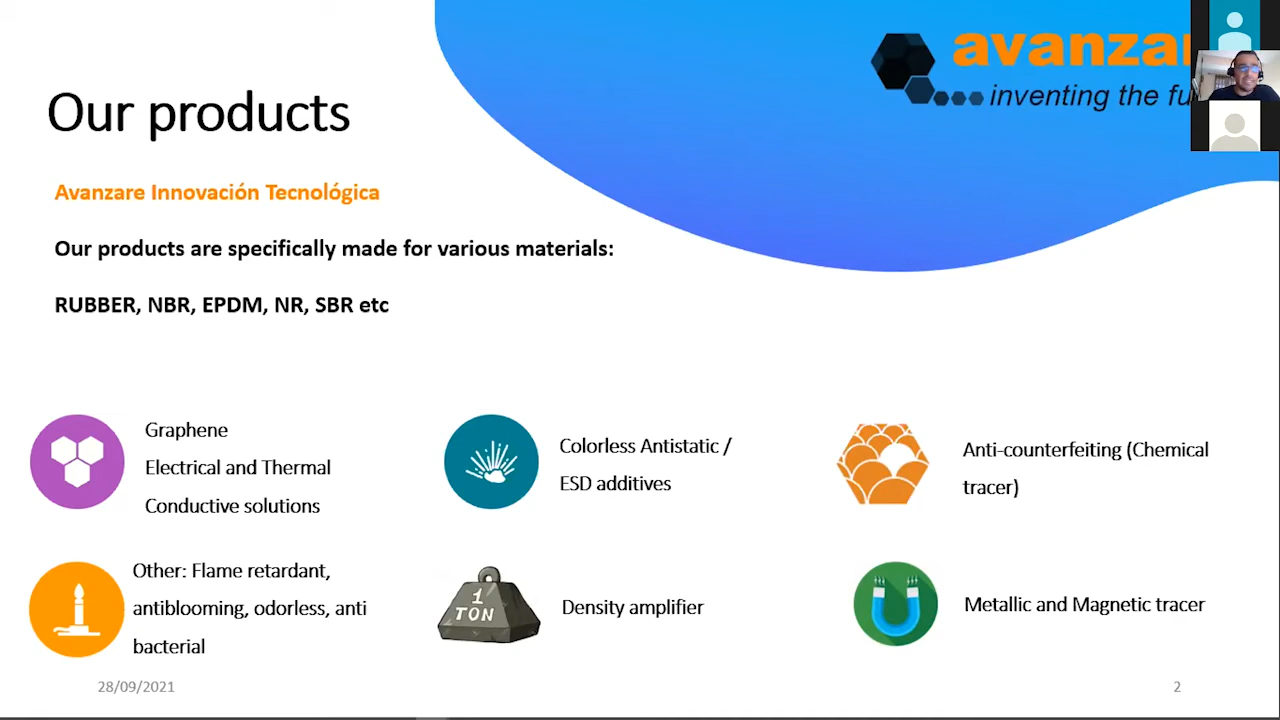 avanzar
inventing the fu
Our products
Avanzare Innovación Tecnológica
Our products are specifically made for various materials:
RUBBER, NBR, EPDM, NR, SBR etc
Graphene
Electrical and Thermal
Conductive solutions
Colorless Antistatic /
ESD additives
Anti-counterfeiting (Chemical
tracer)
Other: Flame retardant,
antiblooming, odorless, anti
bacterial
1
TON
Density amplifier
Metallic and Magnetic tracer
28/09/2021
2